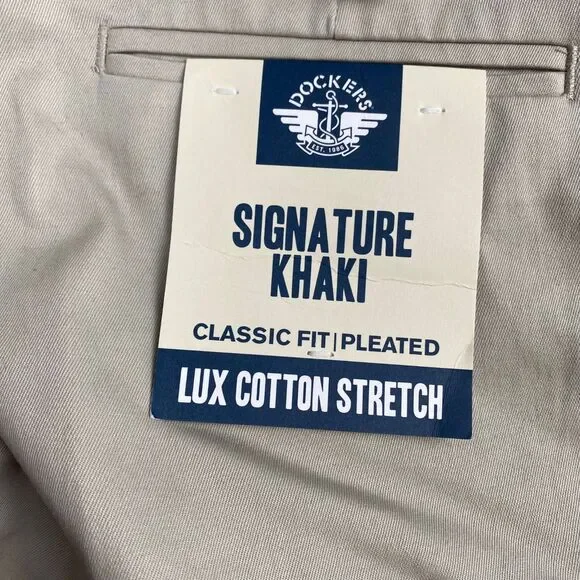 DOCKERS
EST. 1986
SIGNATURE
KHAKI
CLASSIC FIT|PLEATED
LUX COTTON STRETCH